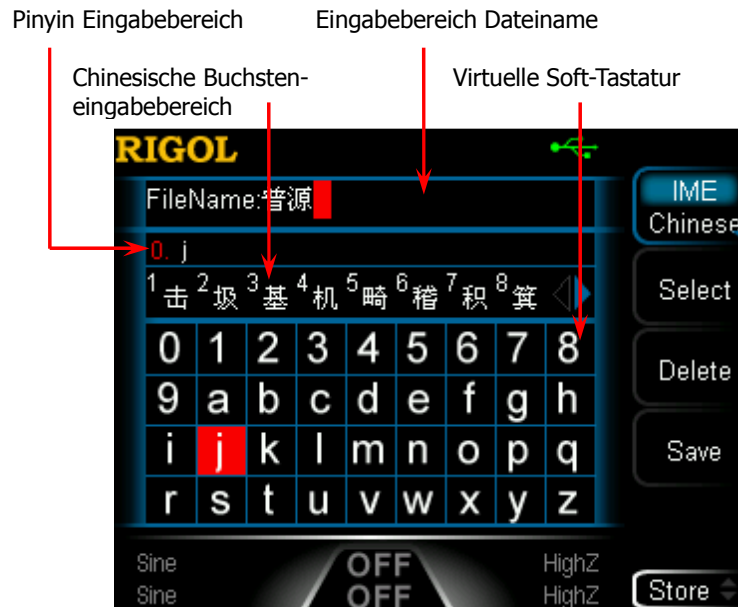 Pinyin Eingabebereich
Eingabebereich Dateiname
Chinesische Buchsten-
eingabebereich
Virtuelle Soft-Tastatur
RIGOL
FileName:普源
IME
Chinese
0. j
1击 2圾 3基 4机 5畸 6稽 7积 8箕
Select
0 1 2 3 4 5 6 7 8
Delete
9 a b c d e f g h
i j k l m n o p q
Save
r s t u v w x y z
Sine OFF HighZ
Sine OFF HighZ
Store